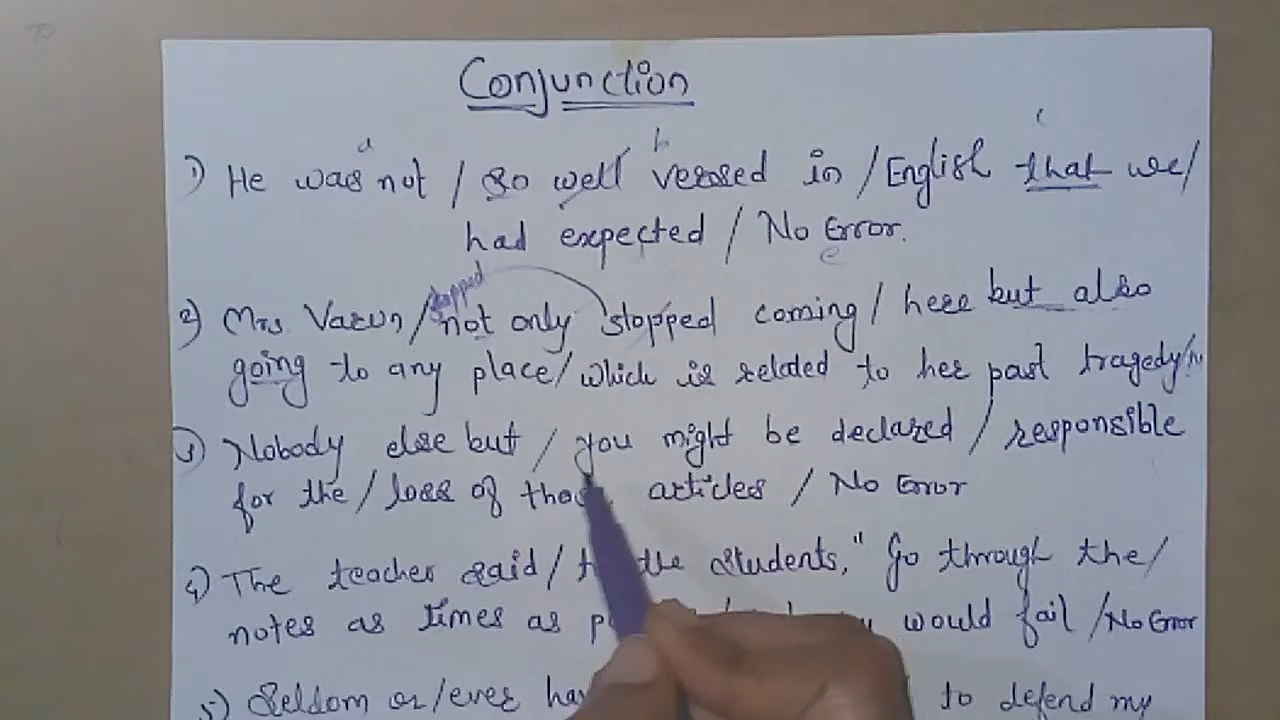 Conjunction
a b c
1) He was not / so well versed in / English that we /
had expected / No Error.
e
stopped
2) Mrs Varun / not only stopped coming / here but also
going to any place / which is related to her past tragedy /
3) Nobody else but / you might be declared / responsible
for the / loss of articles / No Error
4) The teacher said / the students, " Go through the /
notes as times as would fail / No Error
5) Seldom or / ever to defend my